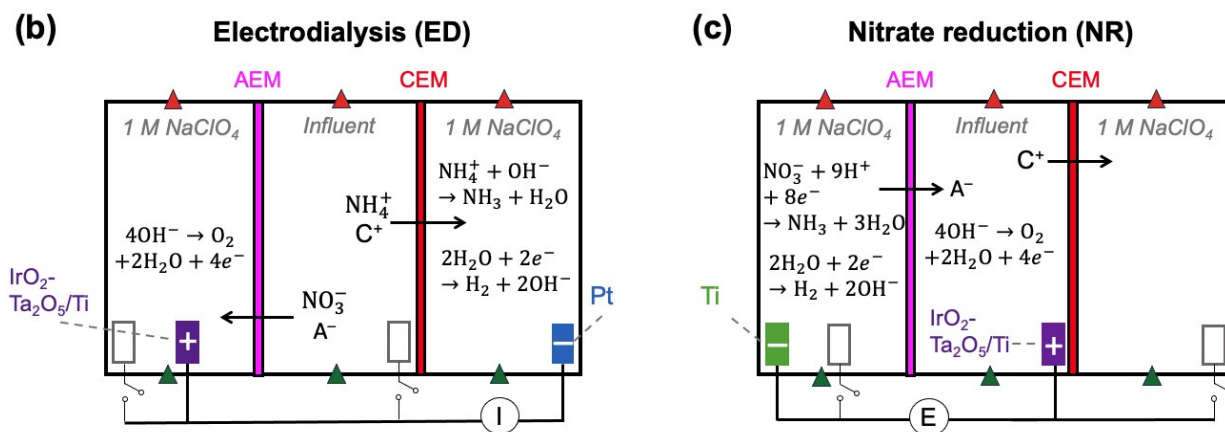 (b) Electrodialysis (ED)
AEM CEM
1 M NaClO₄ Influent 1 M NaClO₄
NH₄⁺ + OH⁻
→ NH₃ + H₂O
NH₄⁺
C⁺
4OH⁻ → O₂
+2H₂O + 4e⁻
2H₂O + 2e⁻
→ H₂ + 2OH⁻
IrO₂-
Ta₂O₅/Ti
NO₃⁻
A⁻
Pt
+
−
I
(c) Nitrate reduction (NR)
AEM CEM
1 M NaClO₄ Influent 1 M NaClO₄
C⁺
NO₃⁻ + 9H⁺
+ 8e⁻
→ NH₃ + 3H₂O
A⁻
2H₂O + 2e⁻
→ H₂ + 2OH⁻
4OH⁻ → O₂
+2H₂O + 4e⁻
Ti
IrO₂-
Ta₂O₅/Ti
−
+
E